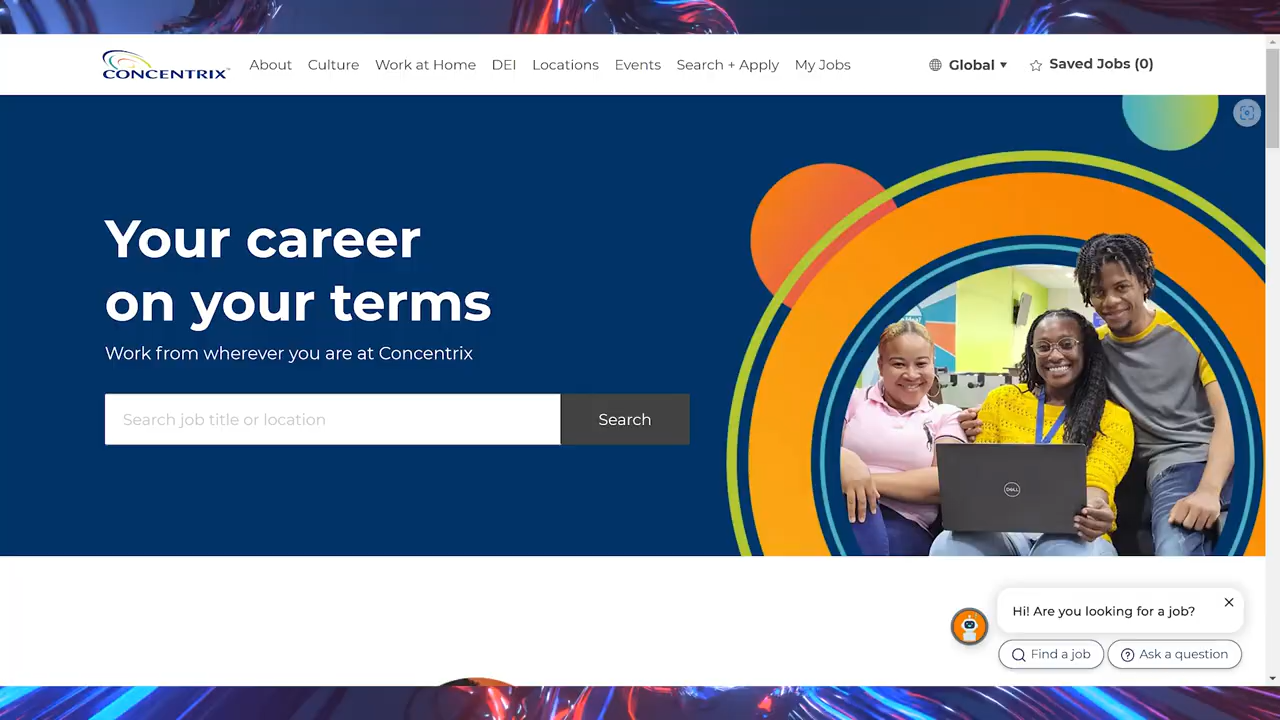 CONCENTRIX™
About Culture Work at Home DEI Locations Events Search + Apply My Jobs
Global
Saved Jobs (0)
Your career
on your terms
Work from wherever you are at Concentrix
Search job title or location
Search
DELL
Hi! Are you looking for a job?
Find a job
Ask a question